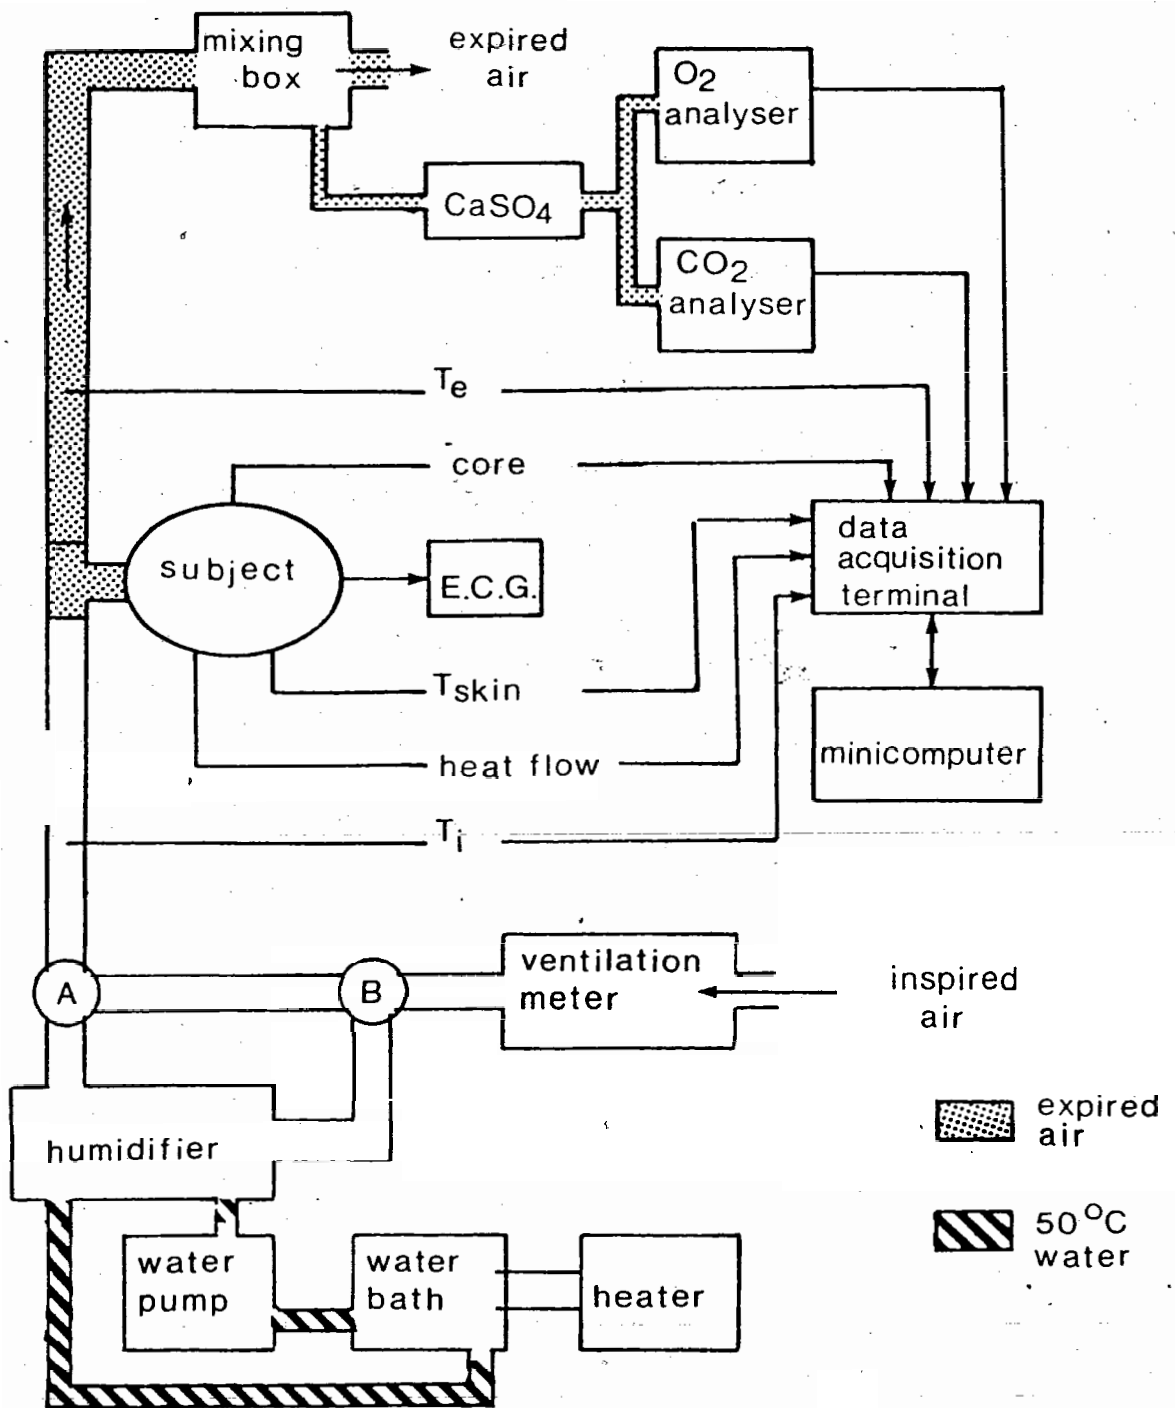 mixing
box
expired
air
O2
analyser
CaSO4
CO2
analyser
Te
core
subject
E.C.G.
data
acquisition
terminal
Tskin
heat flow
minicomputer
Ti
A
B
ventilation
meter
inspired
air
humidifier
expired
air
50°C
water
water
pump
water
bath
heater